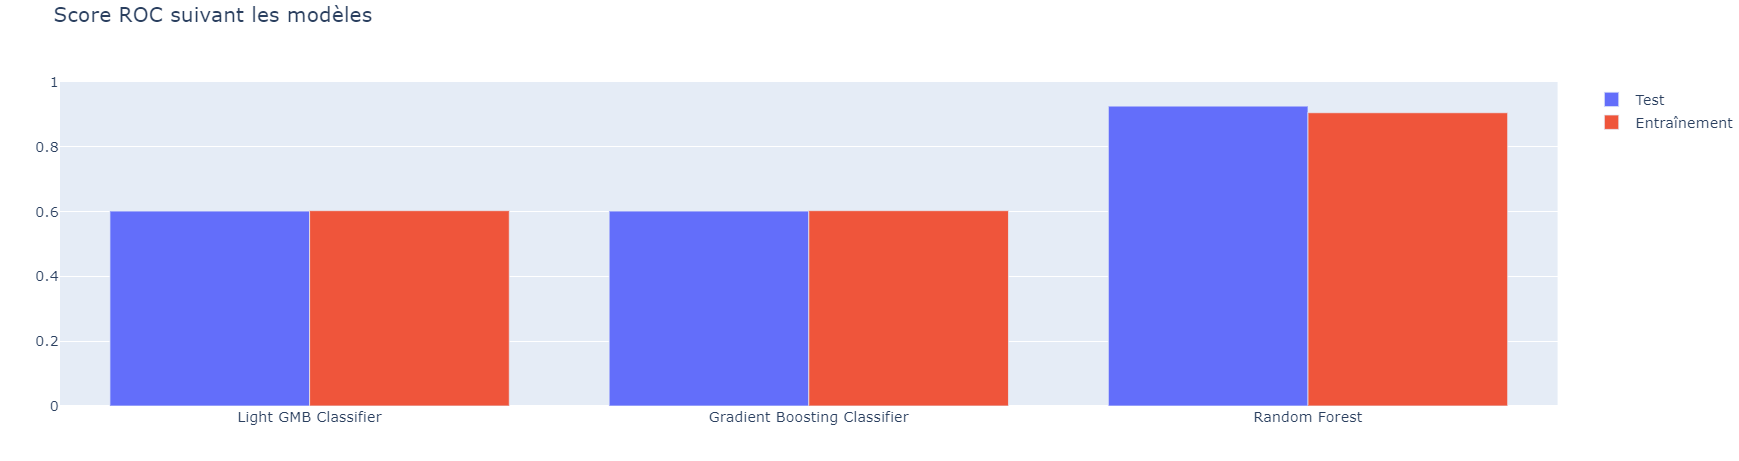 Score ROC suivant les modèles
1
0.8
0.6
0.4
0.2
0
Light GMB Classifier
Gradient Boosting Classifier
Random Forest
Test
Entraînement